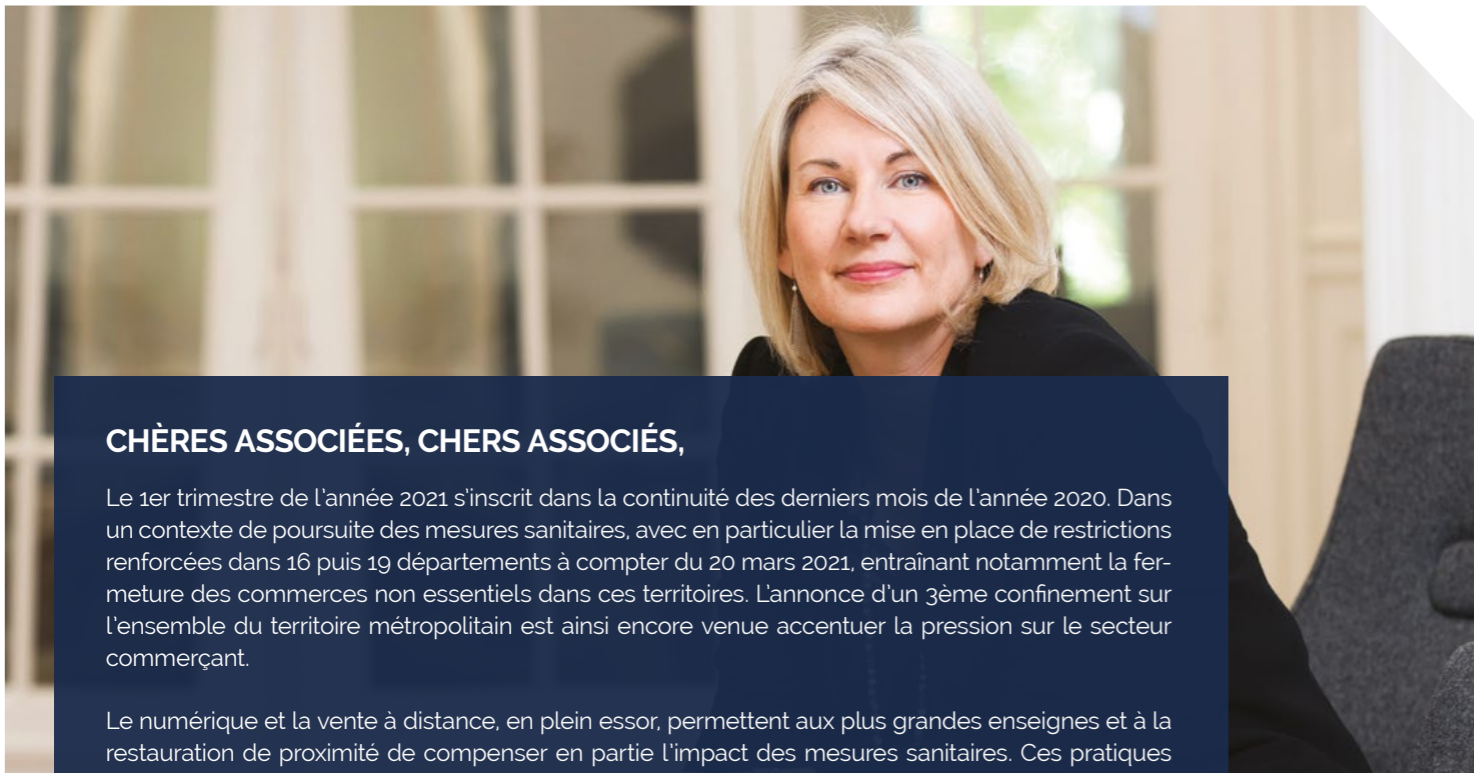 CHÈRES ASSOCIÉES, CHERS ASSOCIÉS,
Le 1er trimestre de l'année 2021 s'inscrit dans la continuité des derniers mois de l'année 2020. Dans
un contexte de poursuite des mesures sanitaires, avec en particulier la mise en place de restrictions
renforcées dans 16 puis 19 départements à compter du 20 mars 2021, entraînant notamment la fer-
meture des commerces non essentiels dans ces territoires. L'annonce d'un 3ème confinement sur
l'ensemble du territoire métropolitain est ainsi encore venue accentuer la pression sur le secteur
commerçant.
Le numérique et la vente à distance, en plein essor, permettent aux plus grandes enseignes et à la
restauration de proximité de compenser en partie l'impact des mesures sanitaires. Ces pratiques